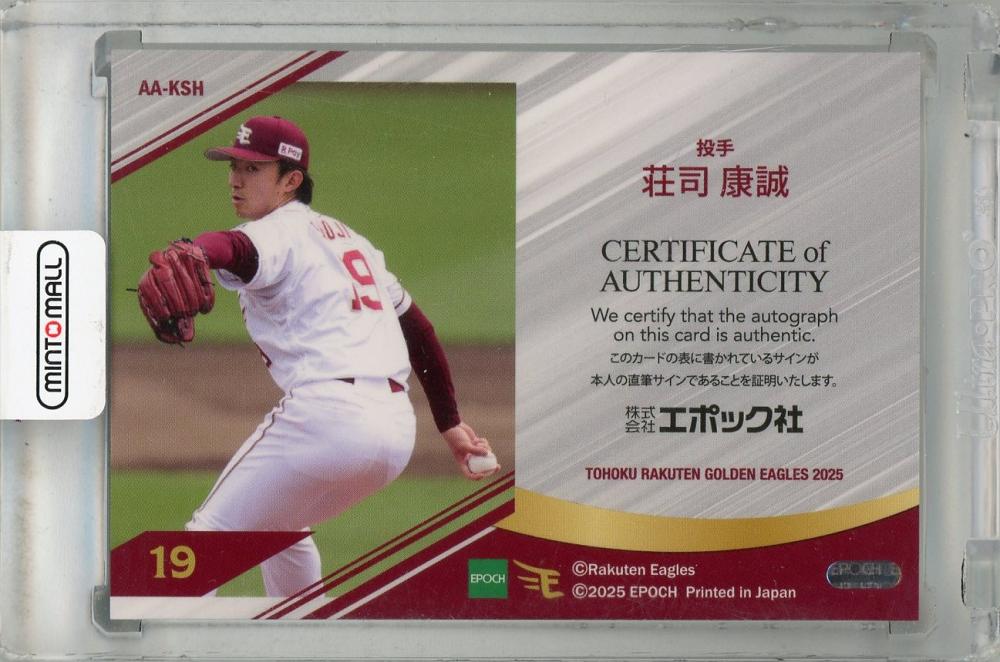 AA-KSH
投手
荘司 康誠
CERTIFICATE of
AUTHENTICITY
We certify that the autograph
on this card is authentic.
このカードの表に書かれているサインが
本人の直筆サインであることを証明いたします。
株式会社エポック社
TOHOKU RAKUTEN GOLDEN EAGLES 2025
R Pay
19
19
EPOCH
E
©Rakuten Eagles
©2025 EPOCH Printed in Japan
EPOCH
MINTOMALL